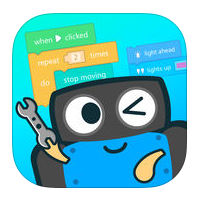 when clicked
repeat 2 times
do stop moving
light ahead
lights up